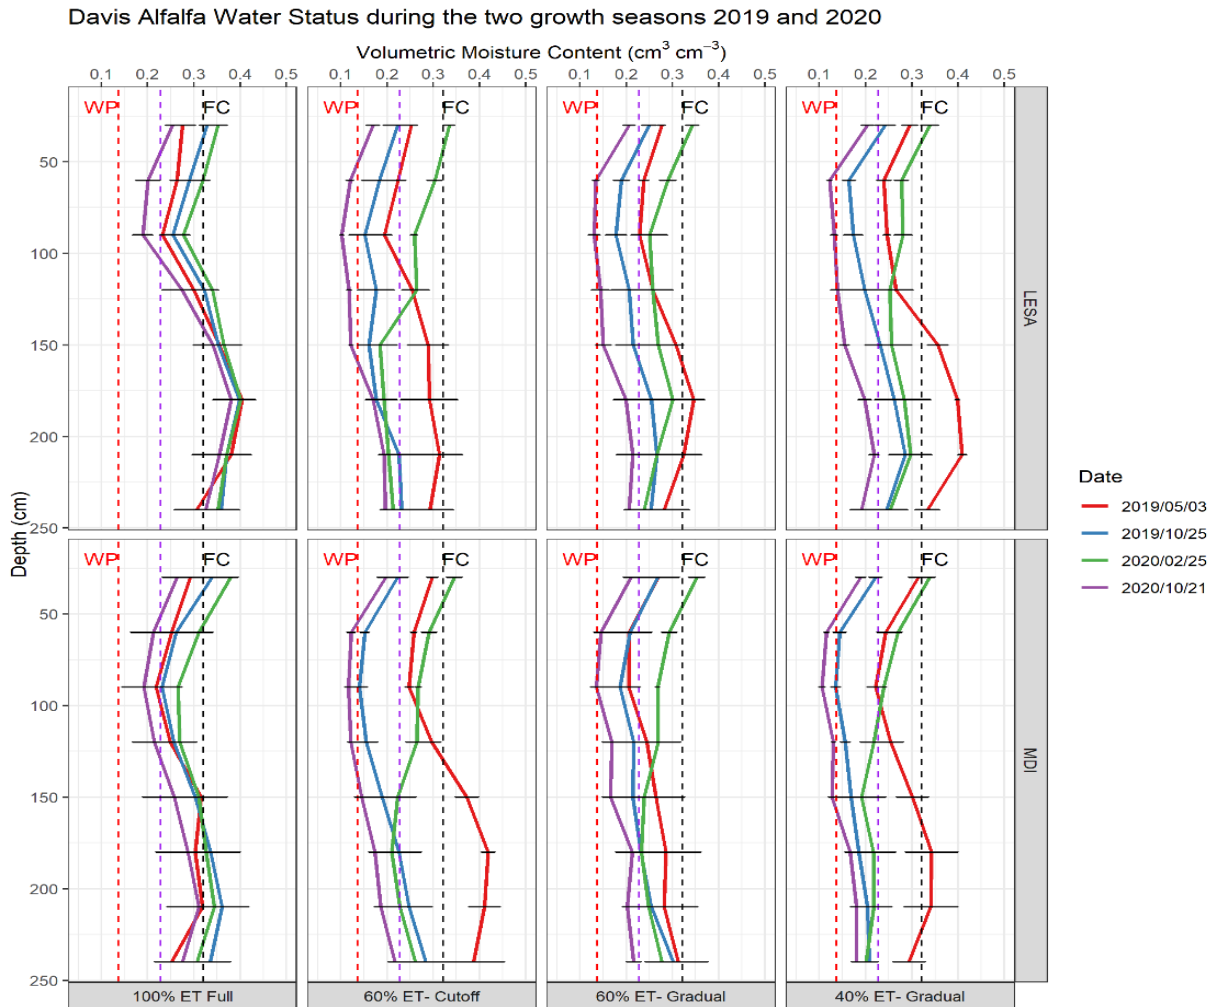 Davis Alfalfa Water Status during the two growth seasons 2019 and 2020
Volumetric Moisture Content (cm³ cm⁻³)
0.1 0.2 0.3 0.4 0.5 0.1 0.2 0.3 0.4 0.5 0.1 0.2 0.3 0.4 0.5 0.1 0.2 0.3 0.4 0.5
WP FC WP FC WP FC WP FC
50
100
150
200
250
LESA
Depth (cm)
WP FC WP FC WP FC WP FC
50
100
150
200
250
MDI
100% ET Full 60% ET- Cutoff 60% ET- Gradual 40% ET- Gradual
Date
2019/05/03
2019/10/25
2020/02/25
2020/10/21